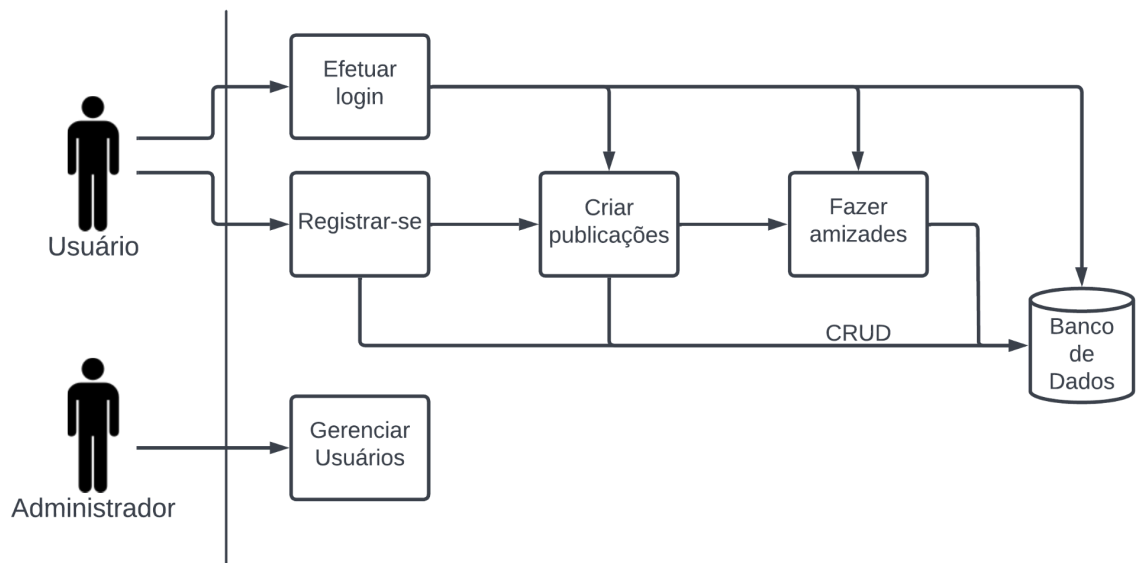 Efetuar
login
Usuário
Registrar-se
Criar
publicações
Fazer
amizades
CRUD
Banco
de
Dados
Administrador
Gerenciar
Usuários